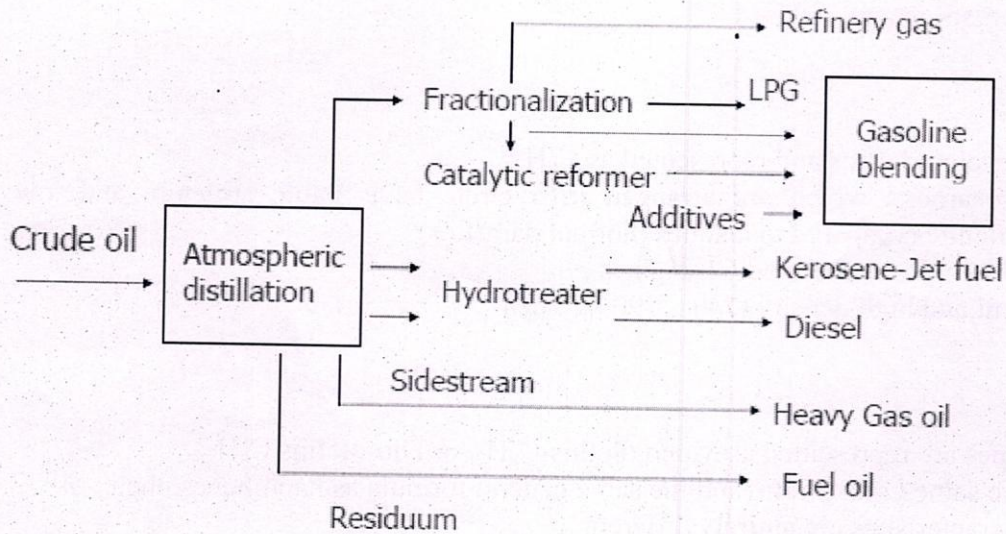 Refinery gas
Fractionalization
LPG
Gasoline
blending
Catalytic reformer
Additives
Crude oil
Atmospheric
distillation
Kerosene-Jet fuel
Hydrotreater
Diesel
Sidestream
Heavy Gas oil
Fuel oil
Residuum